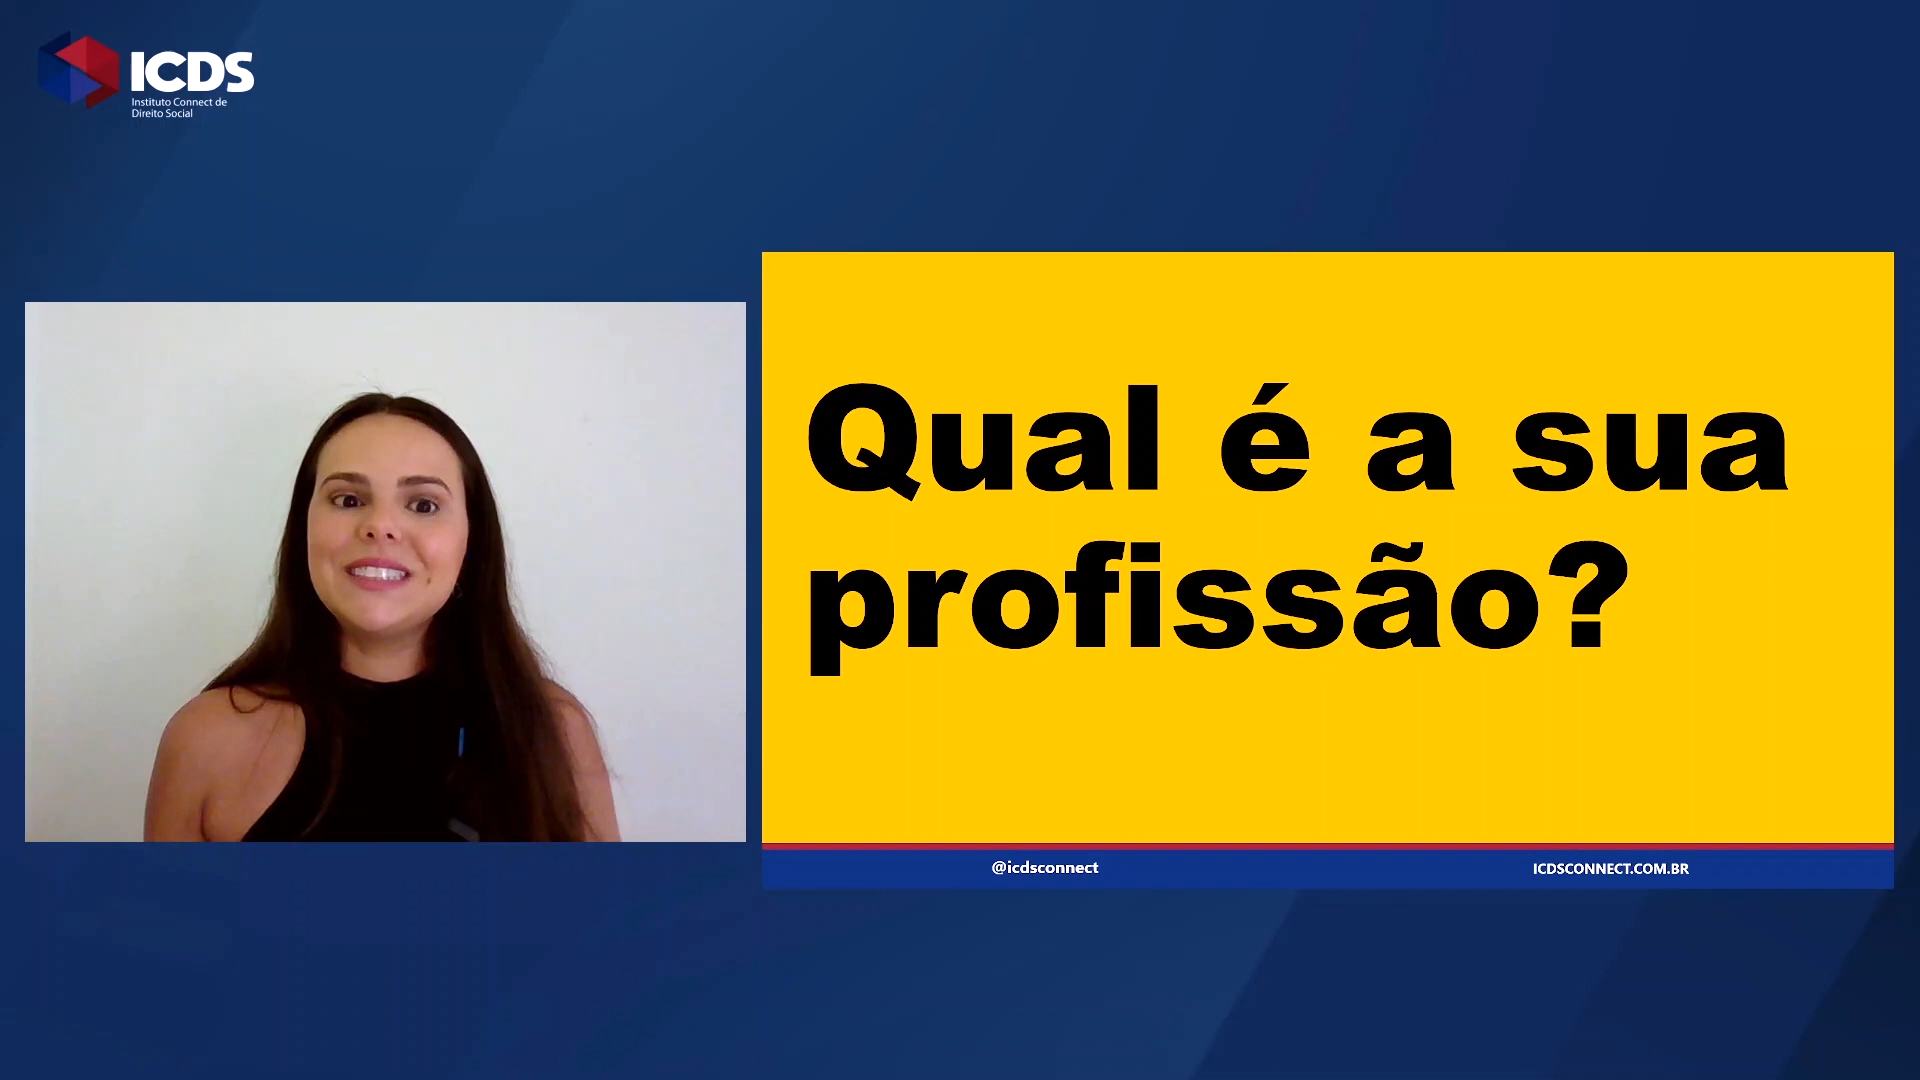 ICDS
Instituto Connect de
Direito Social
Qual é a sua
profissão?
@icdsconnect
ICDSCONNECT.COM.BR